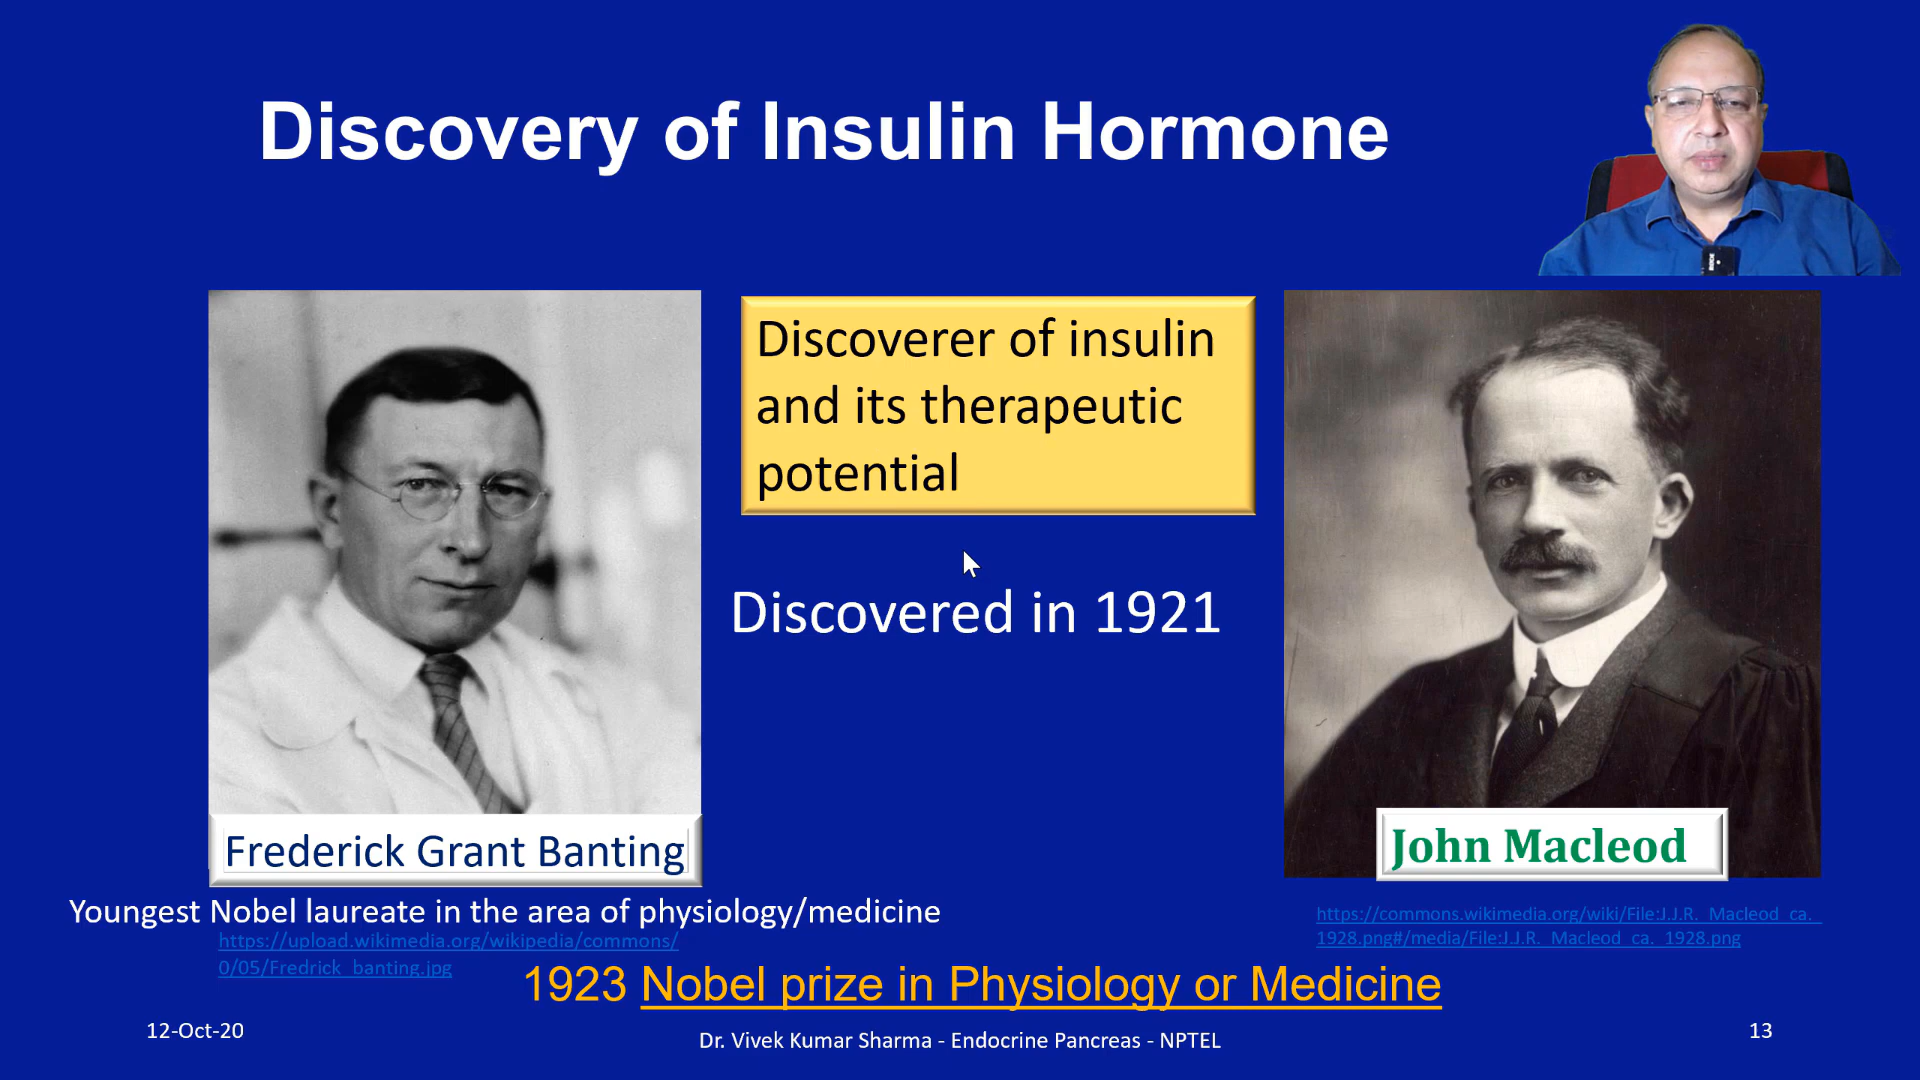 Discovery of Insulin Hormone
Discoverer of insulin
and its therapeutic
potential
Discovered in 1921
Frederick Grant Banting
John Macleod
Youngest Nobel laureate in the area of physiology/medicine
https://upload.wikimedia.org/wikipedia/commons/
0/05/Fredrick_banting.jpg
https://commons.wikimedia.org/wiki/File:J.J.R._Macleod_ca._
1928.png#/media/File:J.J.R._Macleod_ca._1928.png
1923 Nobel prize in Physiology or Medicine
12-Oct-20
Dr. Vivek Kumar Sharma - Endocrine Pancreas - NPTEL
13